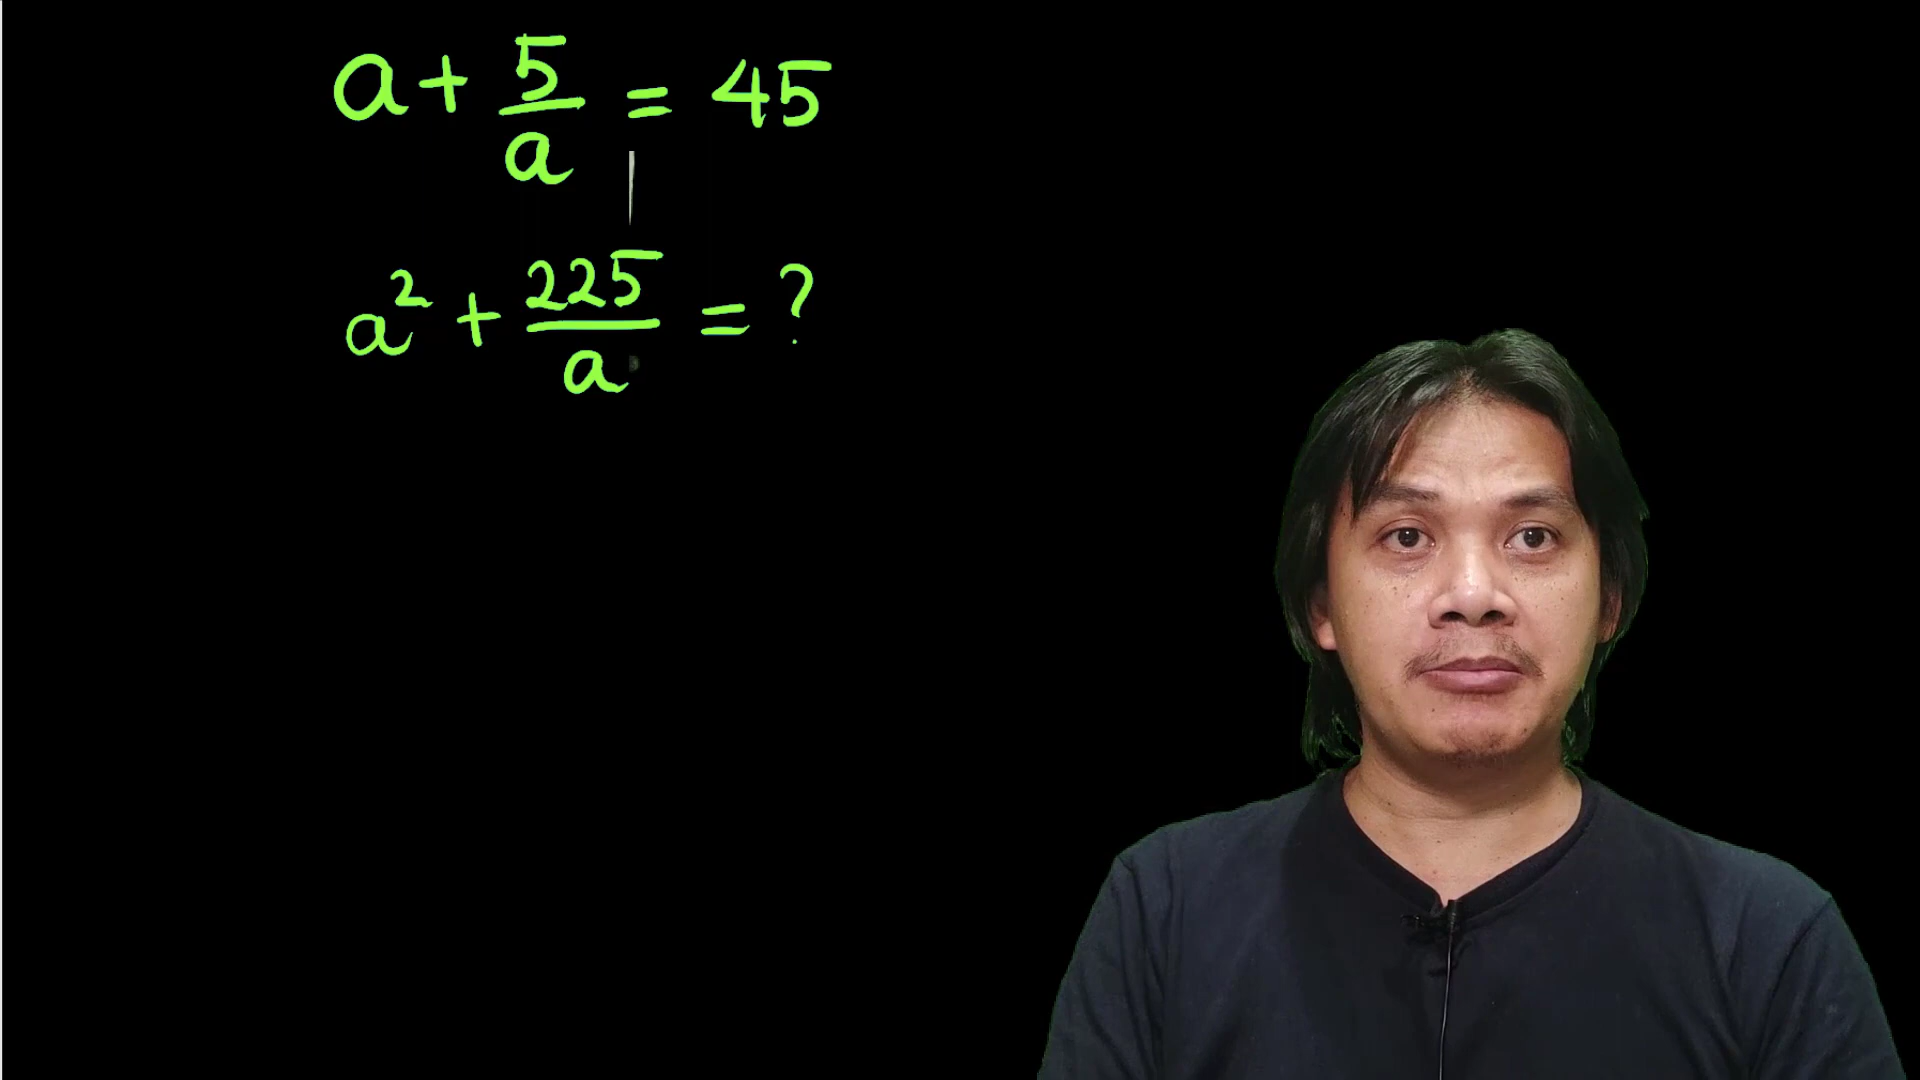 a + 5/a = 45
a² + 225/a = ?